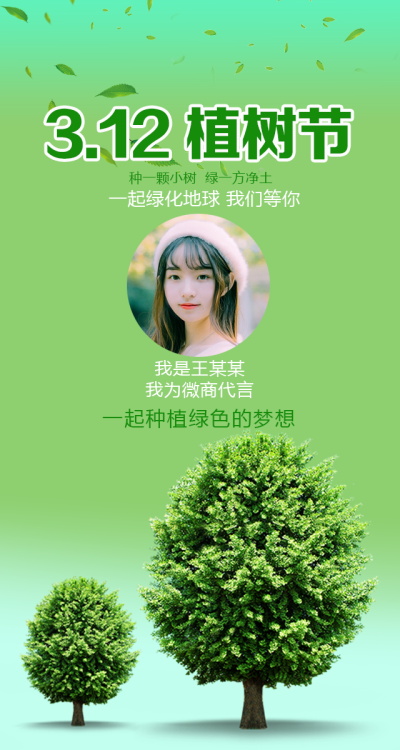 3.12 植树节
种一颗小树 绿一方净土
一起绿化地球 我们等你
我是王某某
我为微商代言
一起种植绿色的梦想